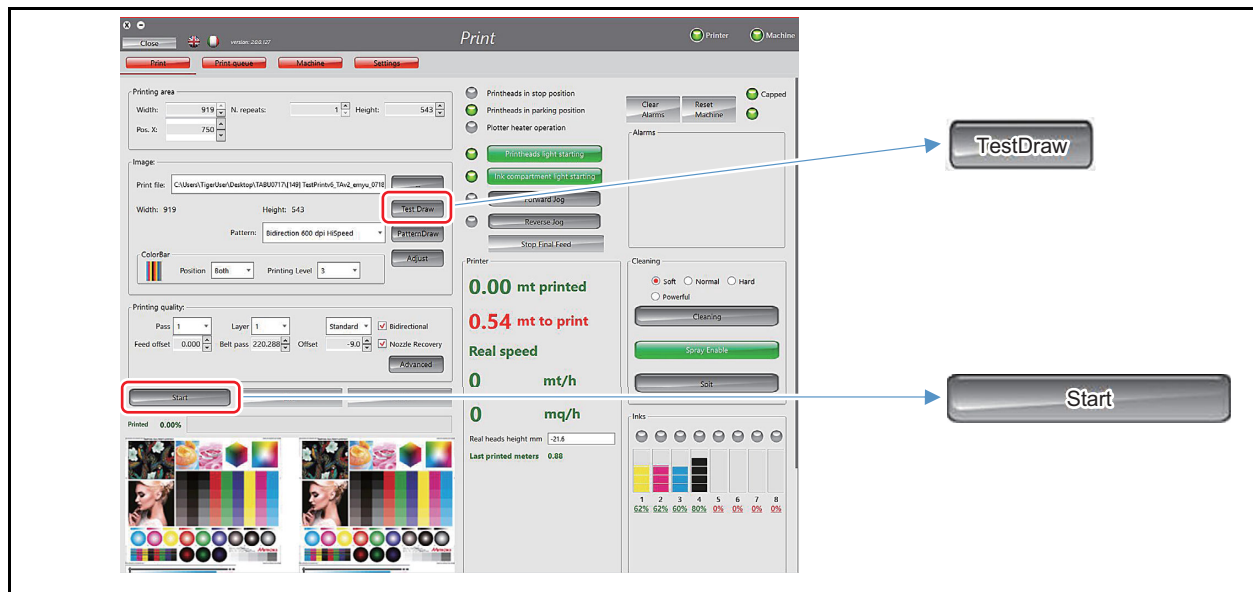 Close version: 2.0.0.127 Print Printer Machine
Print Print queue Machine Settings
Printing area
Width: 919 N. repeats: 1 Height: 543
Pos. X: 750
Image:
Print file: C:\Users\TigerUser\Desktop\TABU0717\[149] TestPrintv6_TAv2_emyu_0718 ...
Width: 919 Height: 543 Test Draw
Pattern: Bidirection 600 dpi HiSpeed PatternDraw
ColorBar
Position Both Printing Level 3 Adjust
Printing quality:
Pass 1 Layer 1 Standard Bidirectional
Feed offset 0.000 Belt pass 220.288 Offset -9.0 Nozzle Recovery
Advanced
Start
Printed 0.00%
Printheads in stop position
Printheads in parking position
Plotter heater operation
Printheads light starting
Ink compartment light starting
Forward Jog
Reverse Jog
Stop Final Feed
Printer
0.00 mt printed
0.54 mt to print
Real speed
0 mt/h
0 mq/h
Real heads height mm -21.6
Last printed meters 0.88
Clear Alarms
Reset Machine
Capped
Alarms
Cleaning
Soft Normal Hard
Powerful
Cleaning
Spray Enable
Spit
Inks
1 2 3 4 5 6 7 8
62% 62% 60% 80% 0% 0% 0% 0%
TestDraw
Start